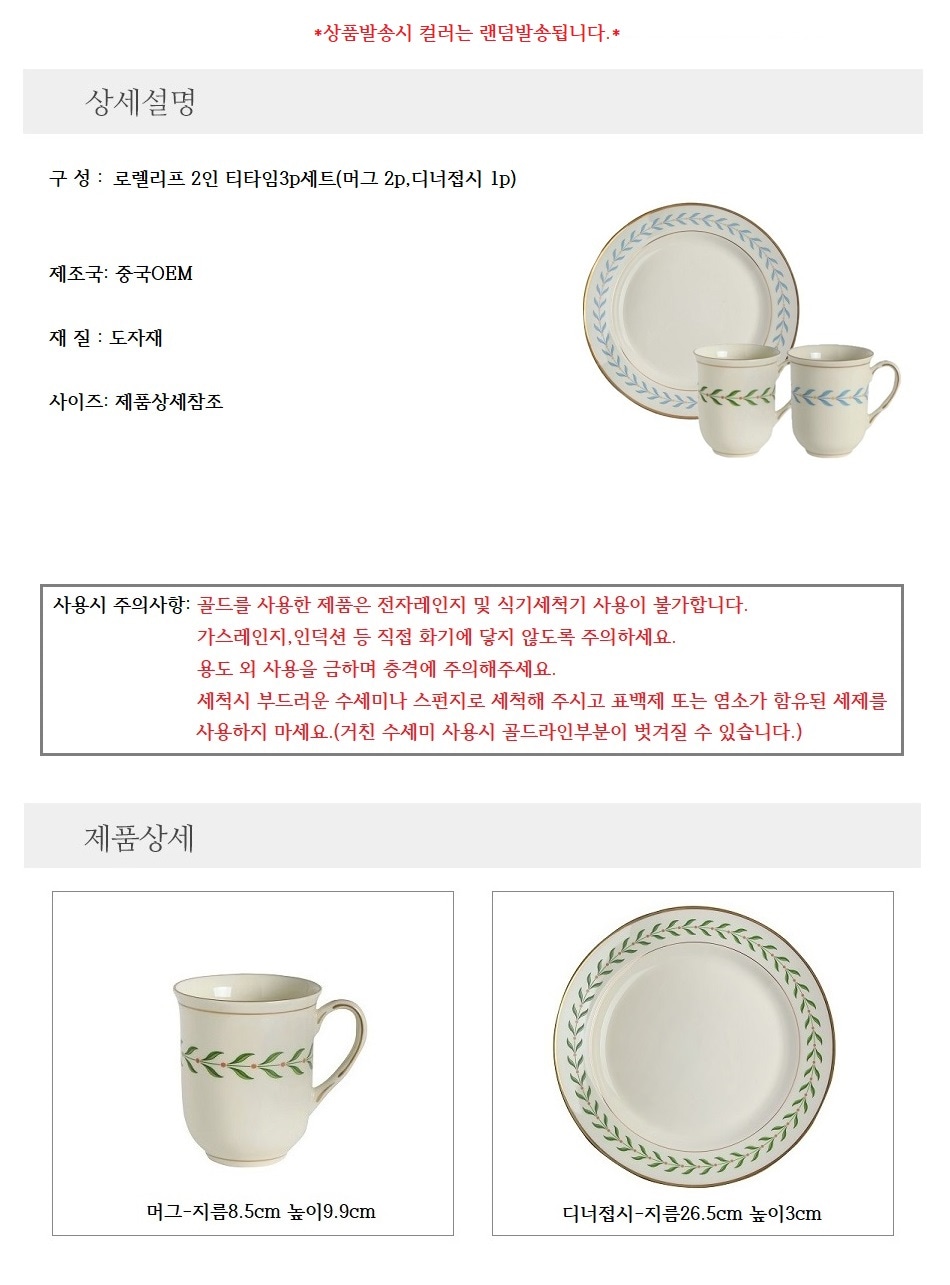 *상품발송시 컬러는 랜덤발송됩니다.*
상세설명
구 성 : 로렐리프 2인 티타임3p세트(머그 2p,디너접시 1p)
제조국: 중국OEM
재 질 : 도자재
사이즈: 제품상세참조
사용시 주의사항: 골드를 사용한 제품은 전자레인지 및 식기세척기 사용이 불가합니다.
가스레인지,인덕션 등 직접 화기에 닿지 않도록 주의하세요.
용도 외 사용을 금하며 충격에 주의해주세요.
세척시 부드러운 수세미나 스펀지로 세척해 주시고 표백제 또는 염소가 함유된 세제를
사용하지 마세요.(거친 수세미 사용시 골드라인부분이 벗겨질 수 있습니다.)
제품상세
머그-지름8.5cm 높이9.9cm
디너접시-지름26.5cm 높이3cm